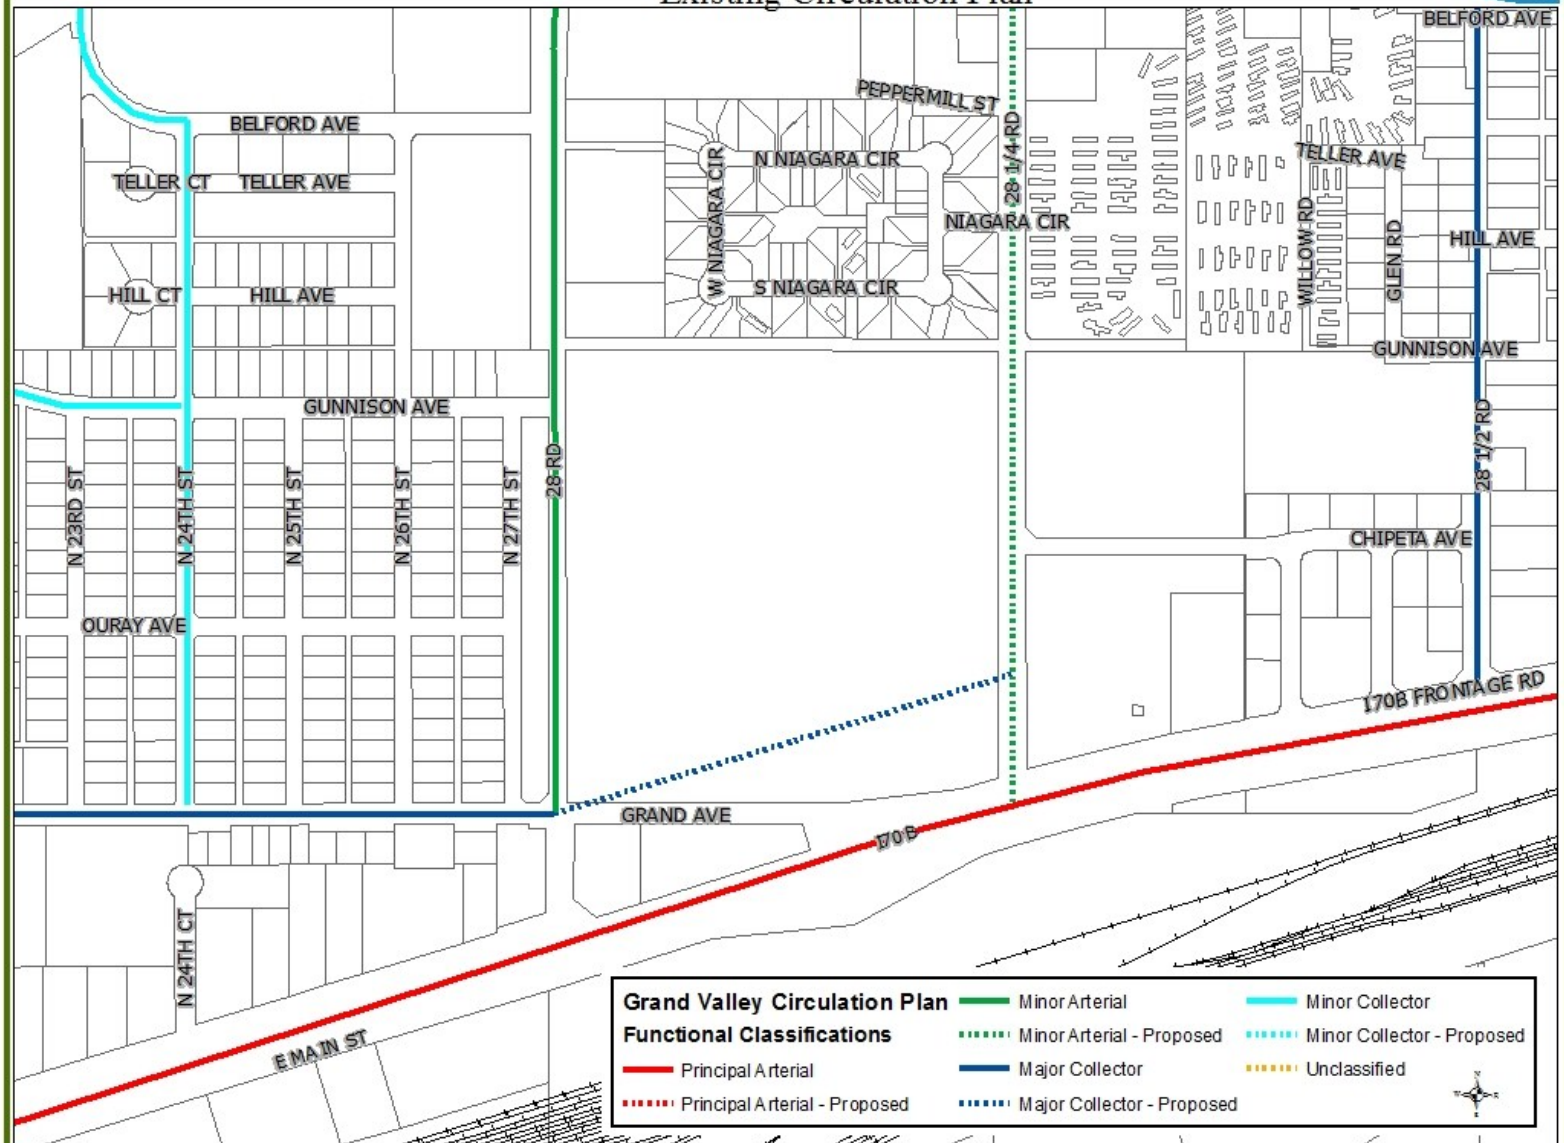 Existing Circulation Plan
BELFORD AVE
PEPPERMILL ST
BELFORD AVE
28 1/4 RD
N NIAGARA CIR
TELLER AVE
TELLER CT
TELLER AVE
W NIAGARA CIR
NIAGARA CIR
WILLOW RD
GLEN RD
HILL AVE
HILL CT
HILL AVE
S NIAGARA CIR
GUNNISON AVE
GUNNISON AVE
28 RD
28 1/2 RD
N 23RD ST
N 24TH ST
N 25TH ST
N 26TH ST
N 27TH ST
CHIPETA AVE
OURAY AVE
I70B FRONTAGE RD
GRAND AVE
I70 B
N 24TH CT
E MAIN ST
Grand Valley Circulation Plan
Functional Classifications
Principal Arterial
Principal Arterial - Proposed
Minor Arterial
Minor Arterial - Proposed
Major Collector
Major Collector - Proposed
Minor Collector
Minor Collector - Proposed
Unclassified